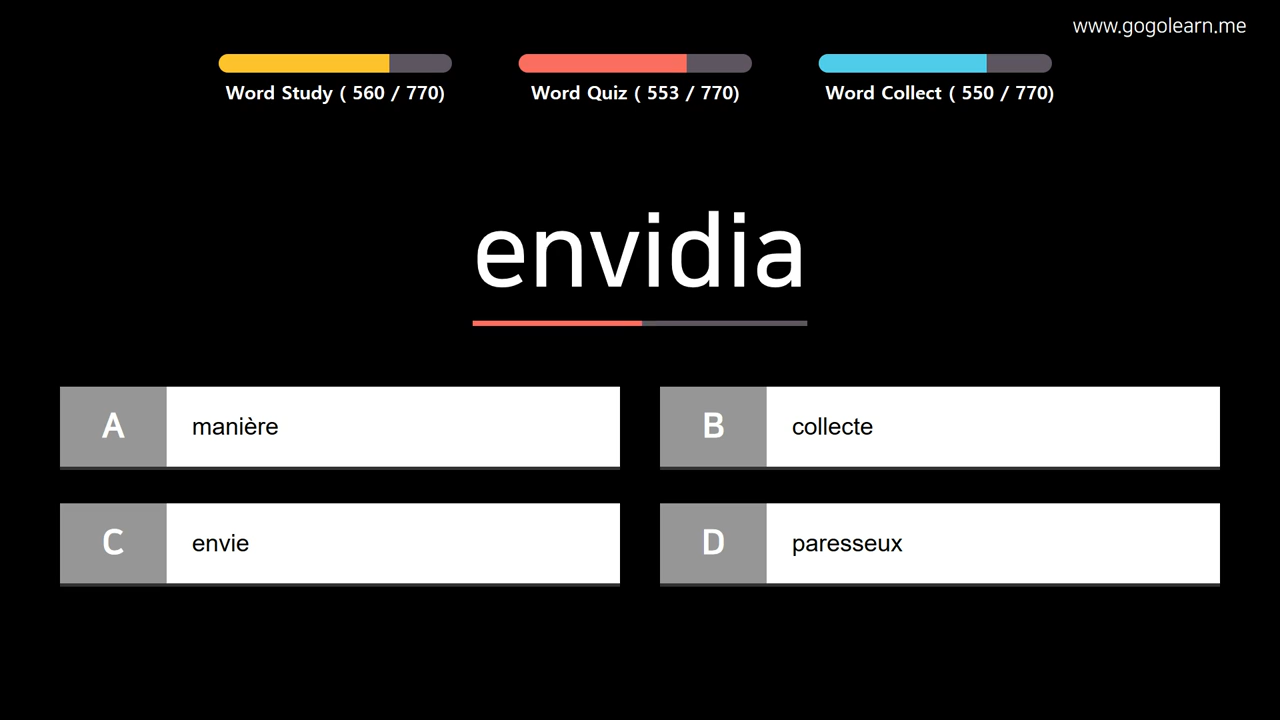 www.gogolearn.me
Word Study ( 560 / 770)
Word Quiz ( 553 / 770)
Word Collect ( 550 / 770)
envidia
A manière
B collecte
C envie
D paresseux